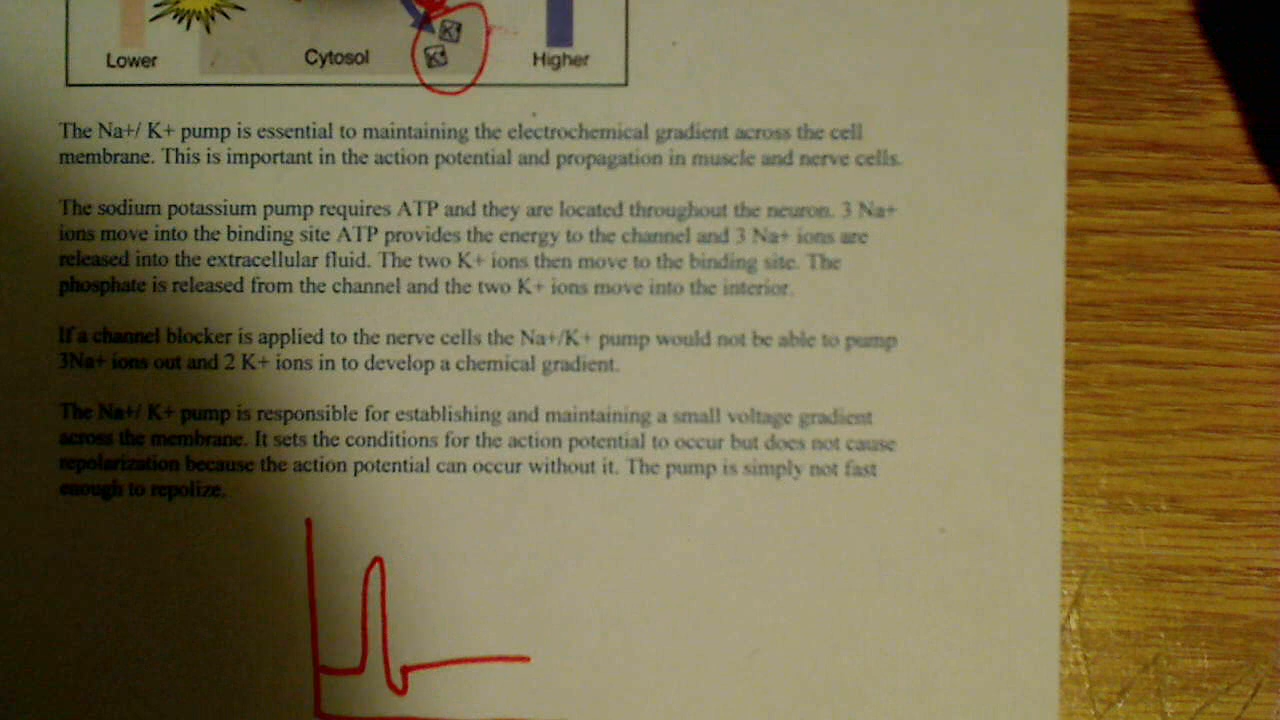 Lower
Cytosol
K+
K+
Higher
The Na+/ K+ pump is essential to maintaining the electrochemical gradient across the cell
membrane. This is important in the action potential and propagation in muscle and nerve cells.
The sodium potassium pump requires ATP and they are located throughout the neuron. 3 Na+
ions move into the binding site ATP provides the energy to the channel and 3 Na+ ions are
released into the extracellular fluid. The two K+ ions then move to the binding site. The
phosphate is released from the channel and the two K+ ions move into the interior.
If a channel blocker is applied to the nerve cells the Na+/K+ pump would not be able to pump
3Na+ ions out and 2 K+ ions in to develop a chemical gradient.
The Na+/ K+ pump is responsible for establishing and maintaining a small voltage gradient
across the membrane. It sets the conditions for the action potential to occur but does not cause
repolarization because the action potential can occur without it. The pump is simply not fast
enough to repolize.